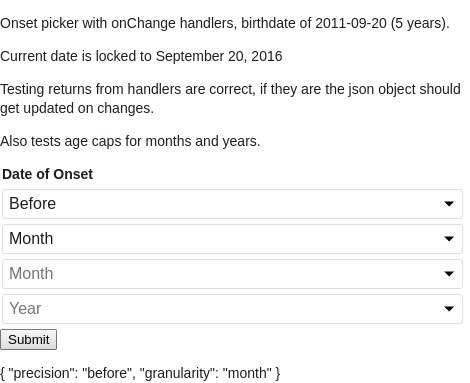 Onset picker with onChange handlers, birthdate of 2011-09-20 (5 years).
Current date is locked to September 20, 2016
Testing returns from handlers are correct, if they are the json object should
get updated on changes.
Also tests age caps for months and years.
Date of Onset
Before
Month
Month
Year
Submit
{ "precision": "before", "granularity": "month" }